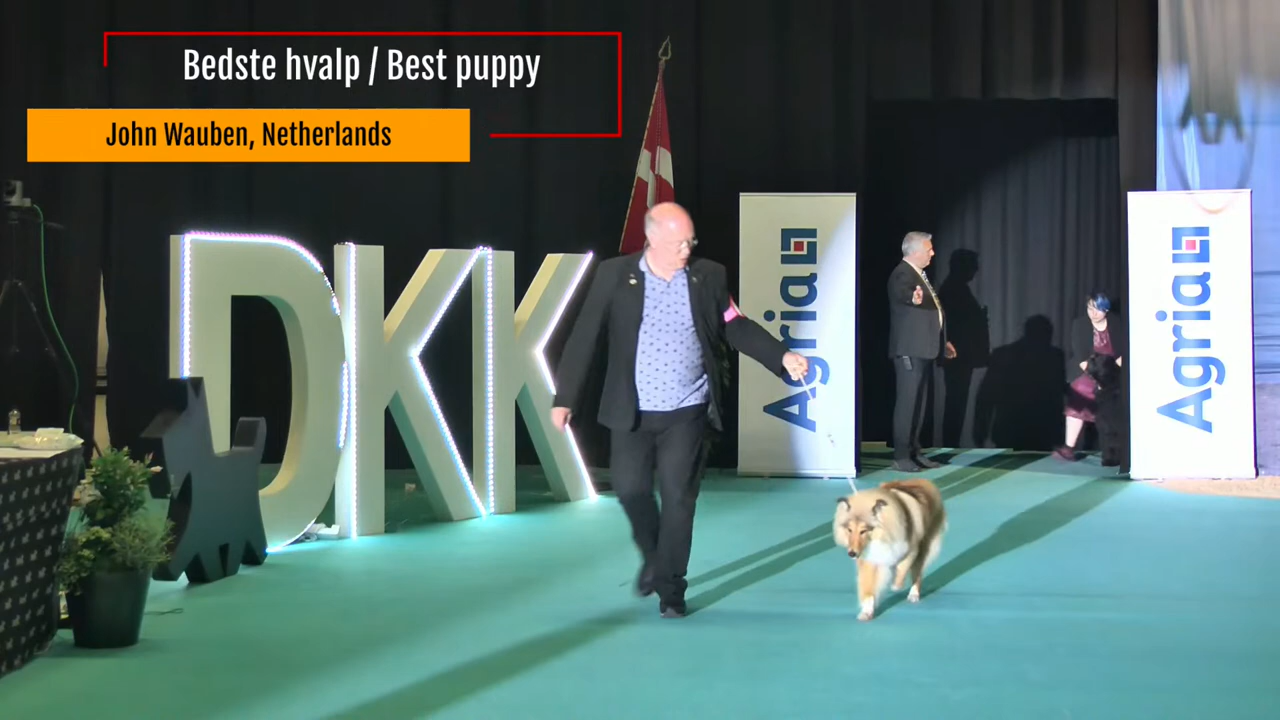 Bedste hvalp / Best puppy
John Wauben, Netherlands
DKK
Agria
Agria